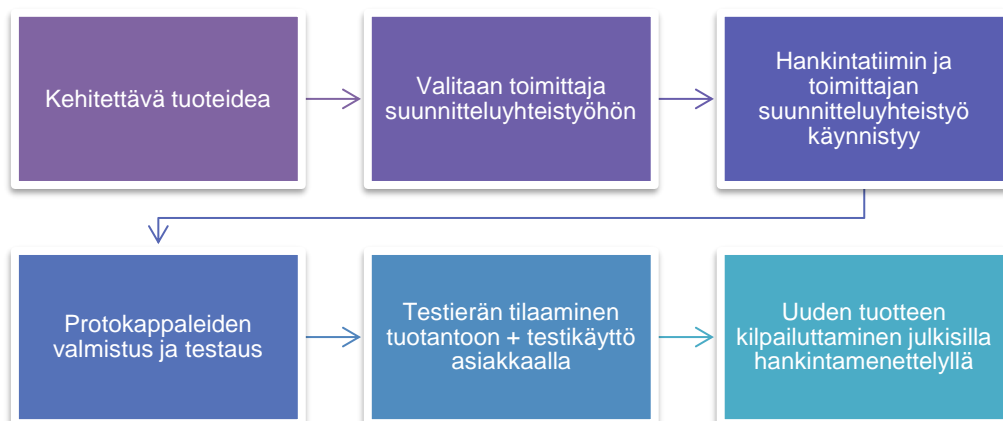 Kehitettävä tuoteidea
Valitaan toimittaja
suunnitteluyhteistyöhön
Hankintatiimin ja
toimittajan
suunnitteluyhteistyö
käynnistyy
Protokappaleiden
valmistus ja testaus
Testierän tilaaminen
tuotantoon + testikäyttö
asiakkaalla
Uuden tuotteen
kilpailuttaminen julkisilla
hankintamenettelyllä